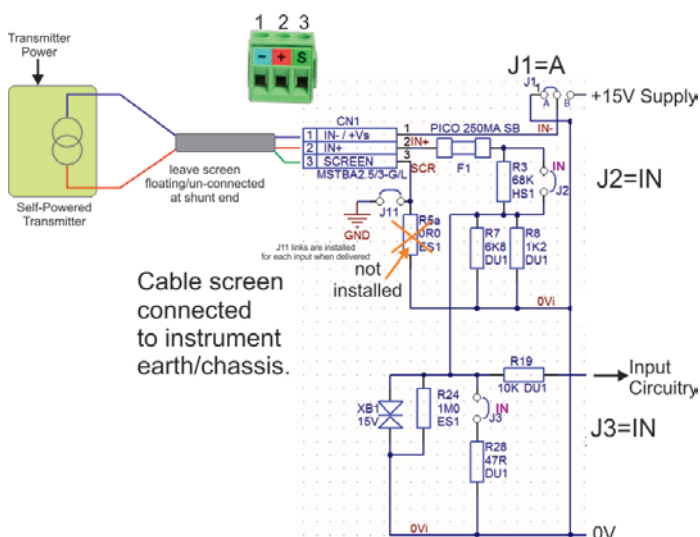 1 2 3
- + S
Transmitter
Power
Self-Powered
Transmitter
leave screen
floating/un-connected
at shunt end
CN1
1 IN- / +Vs
2 IN+
3 SCREEN
MSTBA2.5/3-G/L
1
2
3
IN+
SCR
PICO 250MA SB
F1
IN-
J1=A
J1
1
A
B
+15V Supply
R3
68K
HS1
IN
J2
J2=IN
J11
GND
J11 links are installed
for each input when delivered
R5a
0R0
ES1
not
installed
R7
6K8
DU1
R8
1K2
DU1
0Vi
Cable screen
connected
to instrument
earth/chassis.
R19
10K DU1
Input
Circuitry
XB1
15V
R24
1M0
ES1
IN
J3
J3=IN
R28
47R
DU1
0Vi
0V